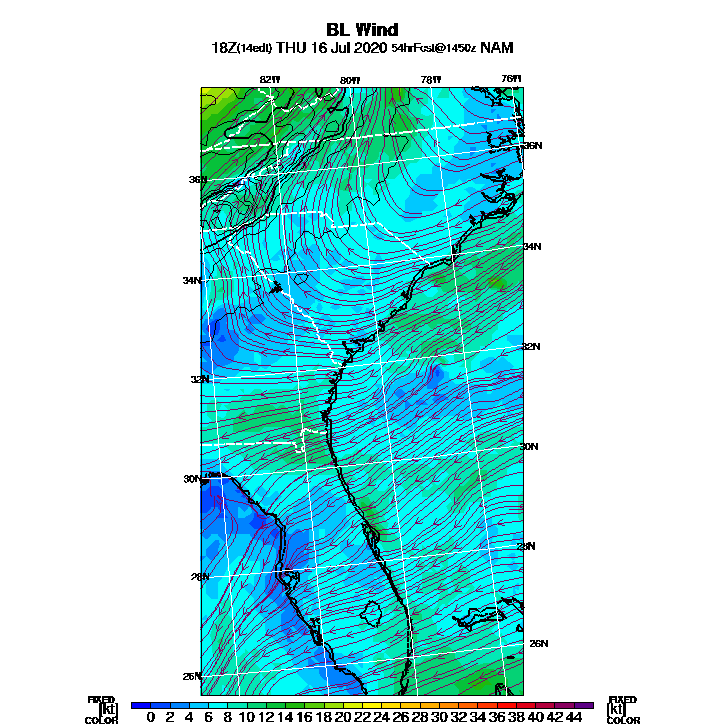 BL Wind
18Z(14edt) THU 16 Jul 2020 54hrFcst@1450z NAM
82W 80W 78W 76W
36N
36N
34N
34N
32N
32N
30N
30N
28N
28N
26N
26N
FIXED FIXED
[kt] 0 2 4 6 8 10 12 14 16 18 20 22 24 26 28 30 32 34 36 38 40 42 44 [kt]
COLOR COLOR